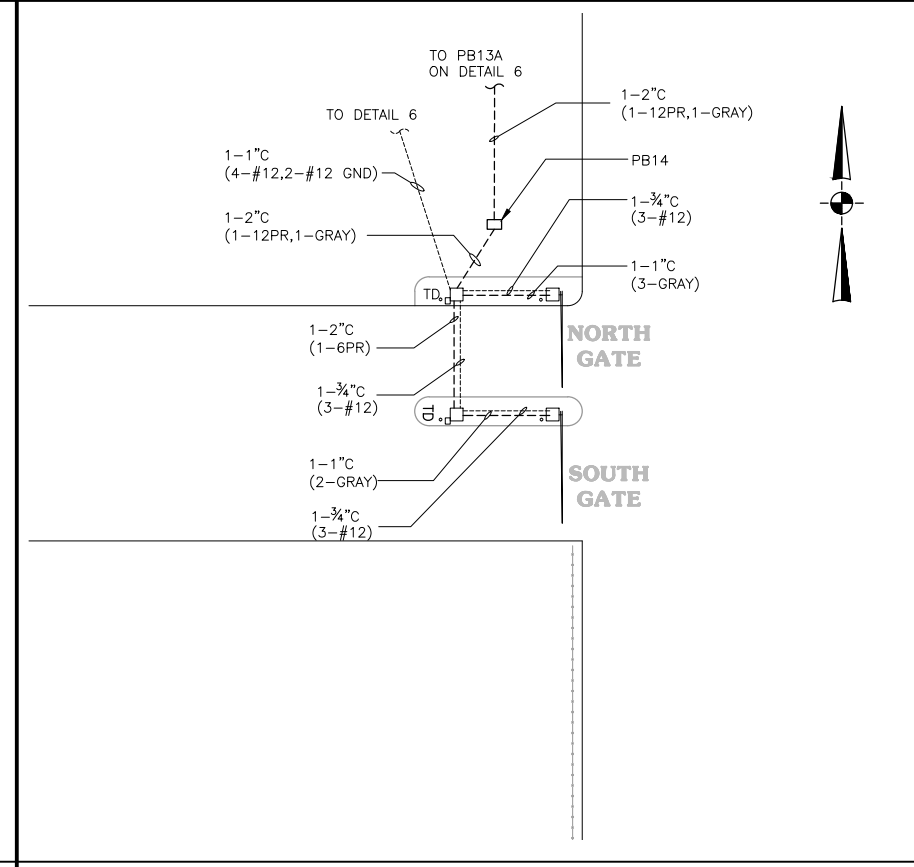 TO PB13A
ON DETAIL 6
1-2"C
(1-12PR,1-GRAY)
TO DETAIL 6
1-1"C
(4-#12,2-#12 GND)
PB14
1-¾"C
(3-#12)
1-2"C
(1-12PR,1-GRAY)
1-1"C
(3-GRAY)
TD
1-2"C
(1-6PR)
NORTH
GATE
1-¾"C
(3-#12)
TD
1-1"C
(2-GRAY)
SOUTH
GATE
1-¾"C
(3-#12)